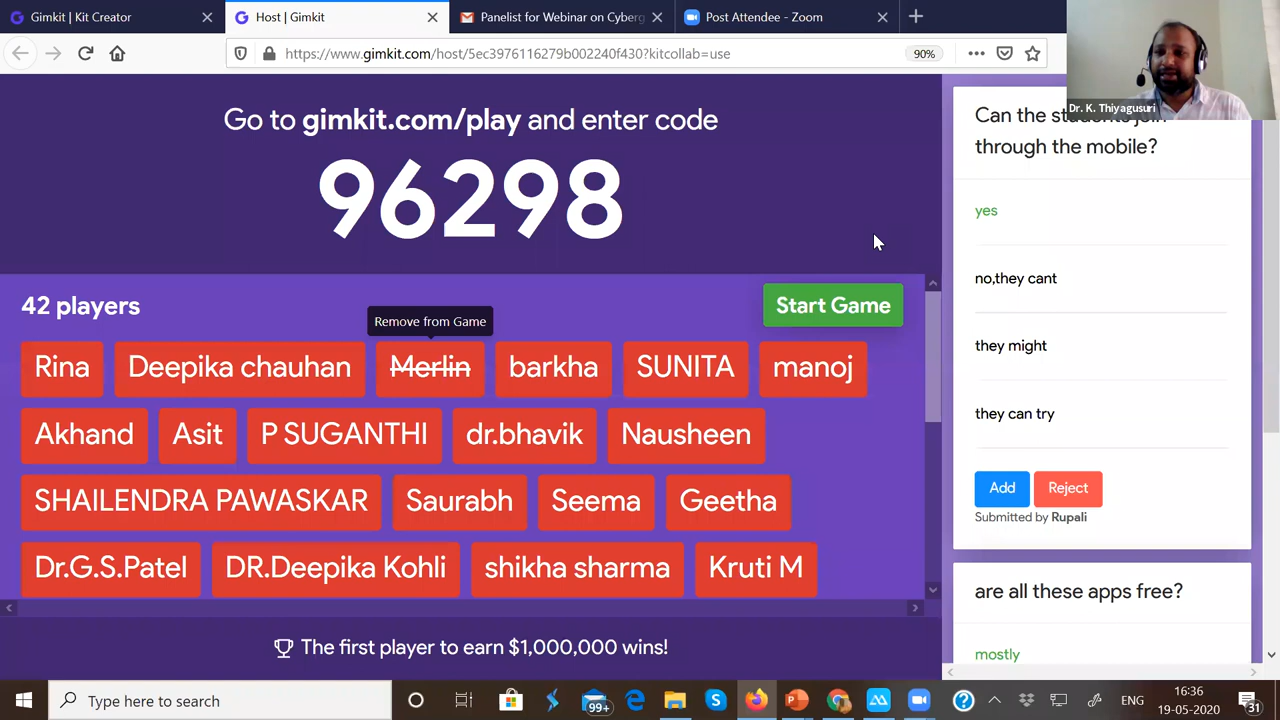 Gimkit | Kit Creator
Host | Gimkit
Panelist for Webinar on Cyberg
Post Attendee - Zoom
https://www.gimkit.com/host/5ec3976116279b002240f430?kitcollab=use
90%
Dr. K. Thiyagusuri
Go to gimkit.com/play and enter code
96298
42 players
Start Game
Remove from Game
Rina
Deepika chauhan
Merlin
barkha
SUNITA
manoj
Akhand
Asit
P SUGANTHI
dr.bhavik
Nausheen
SHAILENDRA PAWASKAR
Saurabh
Seema
Geetha
Dr.G.S.Patel
DR.Deepika Kohli
shikha sharma
Kruti M
The first player to earn $1,000,000 wins!
Can the students join
through the mobile?
yes
no,they cant
they might
they can try
Add
Reject
Submitted by Rupali
are all these apps free?
mostly
Type here to search
99+
ENG
16:36
19-05-2020
31